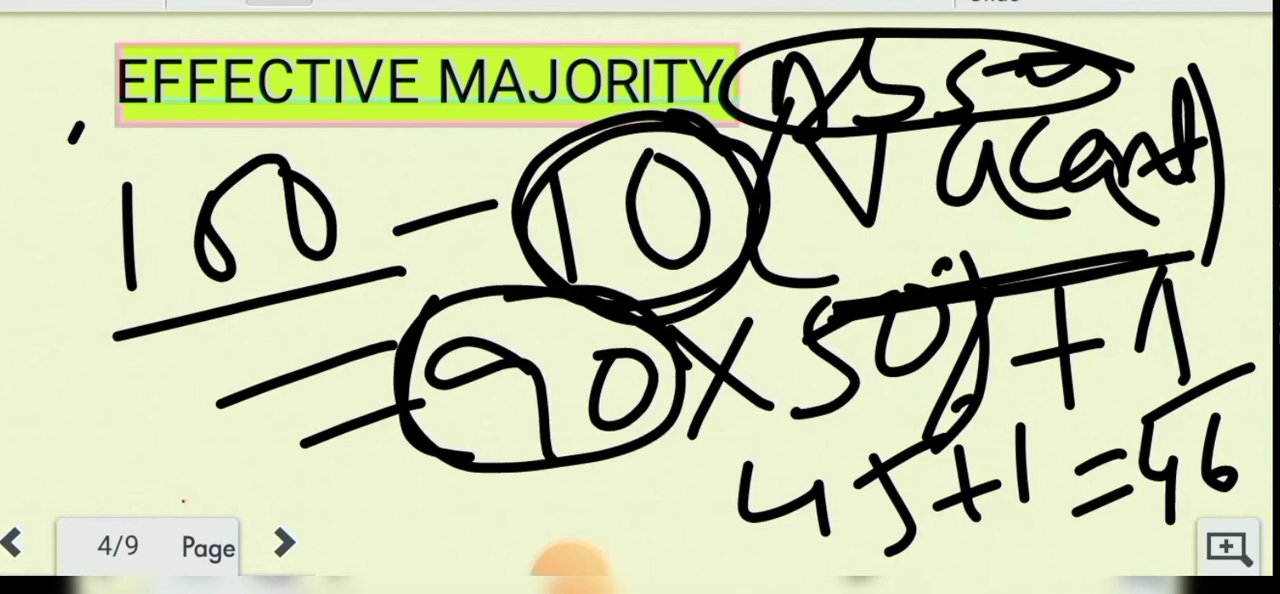 EFFECTIVE MAJORITY
100 - 10 (Vacant)
= 90 x 50% + 1
45 + 1 = 46
4/9 Page